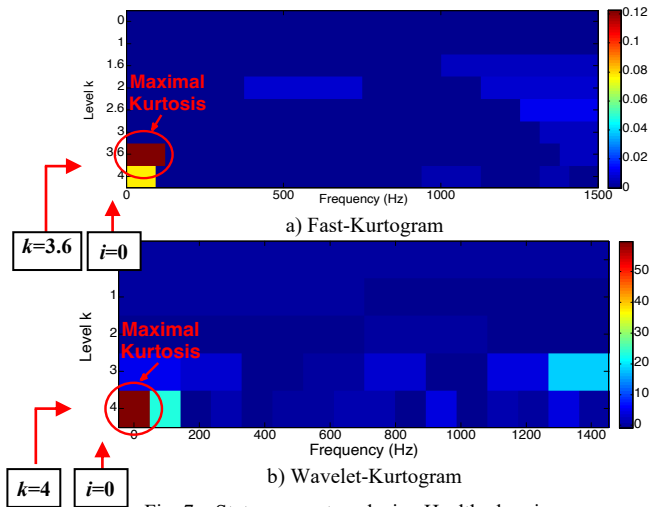 0
1
1.6
2
2.6
3
3.6
4
Level k
Maximal
Kurtosis
0
500
1000
1500
Frequency (Hz)
0.12
0.1
0.08
0.06
0.04
0.02
0
k=3.6
i=0
a) Fast-Kurtogram
1
2
3
4
Level k
Maximal
Kurtosis
0
200
400
600
800
1000
1200
1400
Frequency (Hz)
50
40
30
20
10
0
k=4
i=0
b) Wavelet-Kurtogram